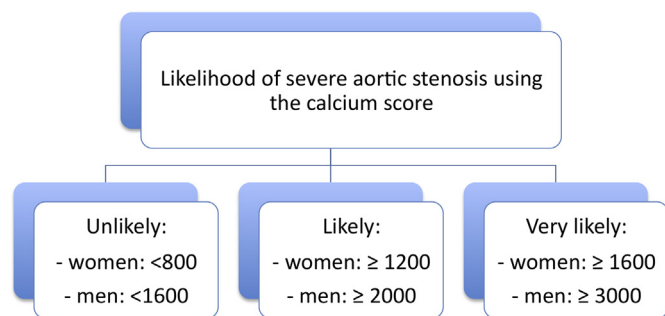 Likelihood of severe aortic stenosis using
the calcium score
Unlikely:
- women: <800
- men: <1600
Likely:
- women: ≥ 1200
- men: ≥ 2000
Very likely:
- women: ≥ 1600
- men: ≥ 3000